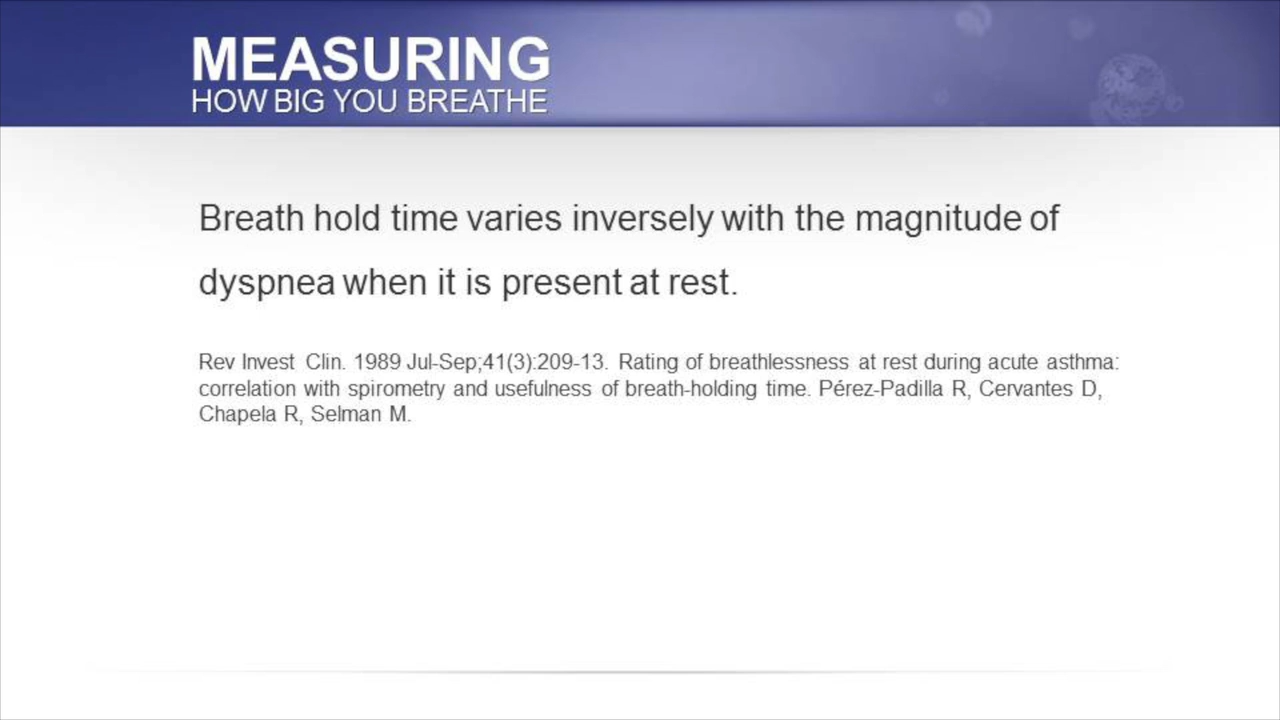 MEASURING
HOW BIG YOU BREATHE
Breath hold time varies inversely with the magnitude of
dyspnea when it is present at rest.
Rev Invest Clin. 1989 Jul-Sep;41(3):209-13. Rating of breathlessness at rest during acute asthma:
correlation with spirometry and usefulness of breath-holding time. Pérez-Padilla R, Cervantes D,
Chapela R, Selman M.